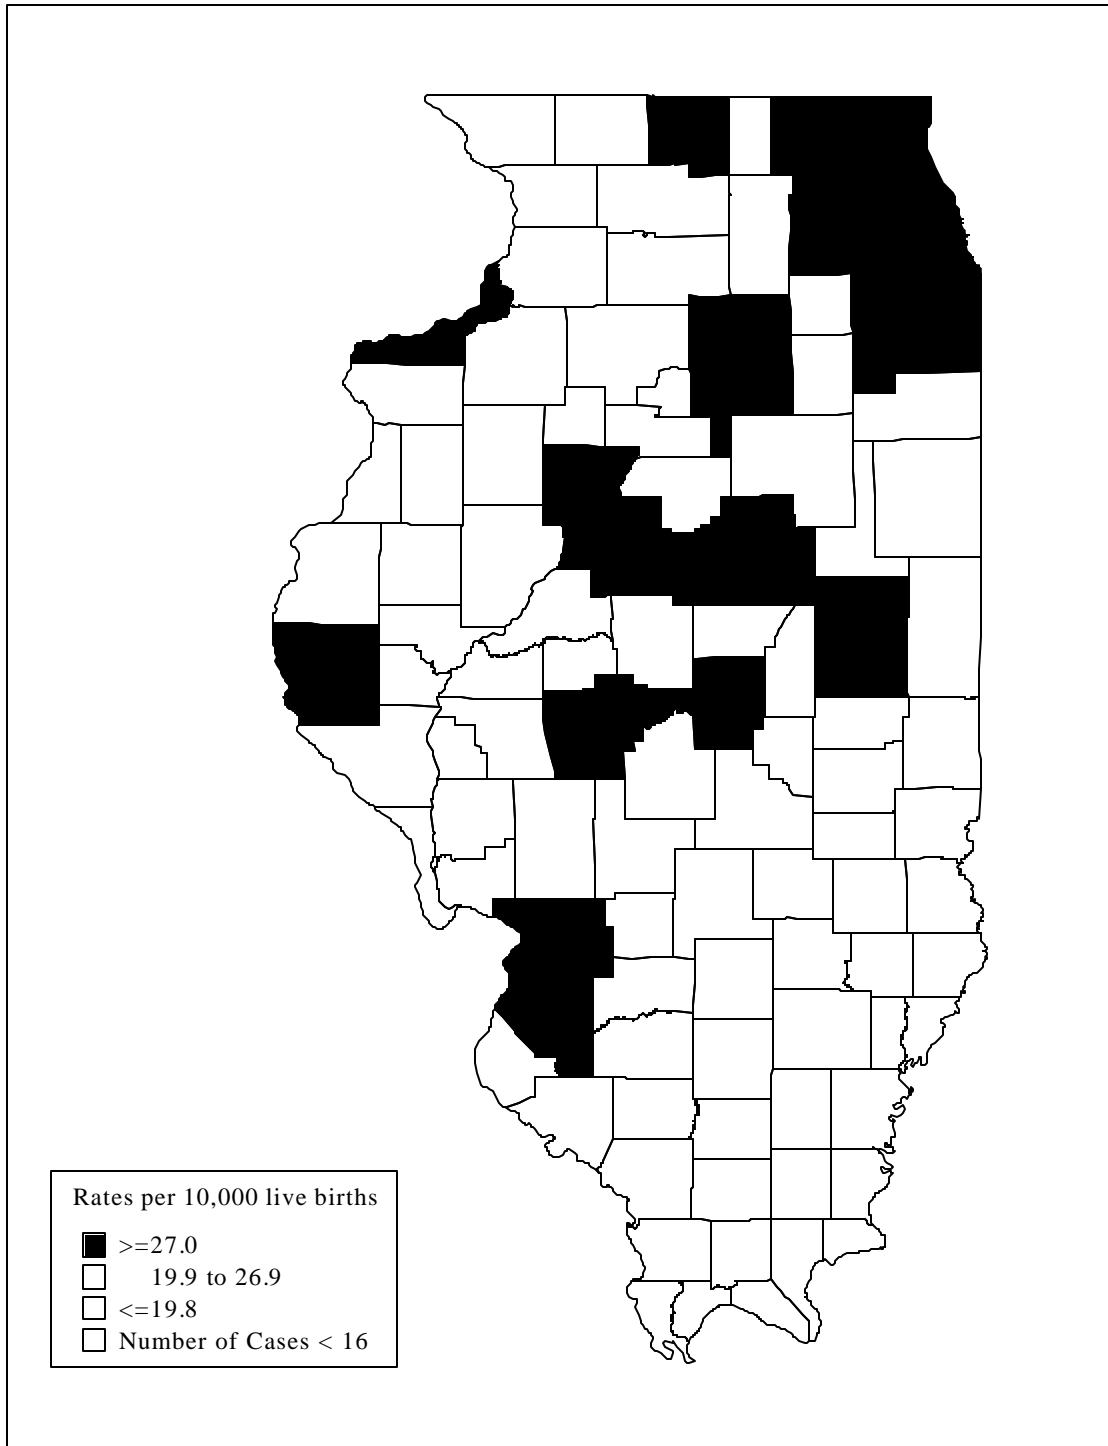 Rates per 10,000 live births
>=27.0
19.9 to 26.9
<=19.8
Number of Cases < 16